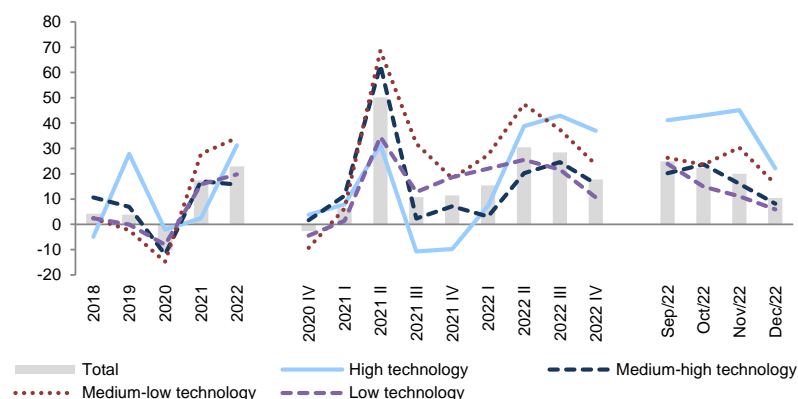 80
70
60
50
40
30
20
10
0
-10
-20
2018
2019
2020
2021
2022
2020 IV
2021 I
2021 II
2021 III
2021 IV
2022 I
2022 II
2022 III
2022 IV
Sep/22
Oct/22
Nov/22
Dec/22
Total
High technology
Medium-high technology
Medium-low technology
Low technology